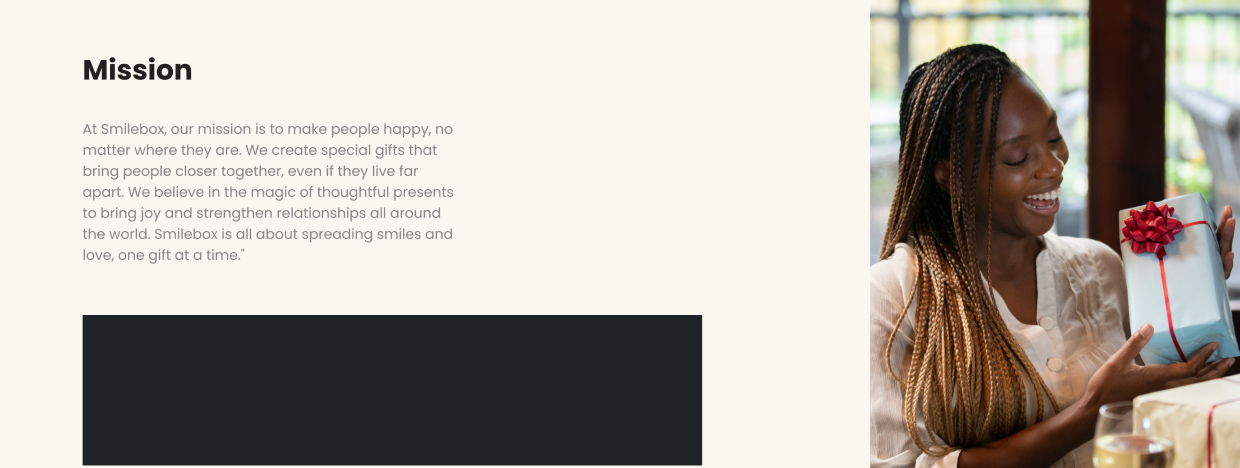 Mission
At Smilebox, our mission is to make people happy, no
matter where they are. We create special gifts that
bring people closer together, even if they live far
apart. We believe in the magic of thoughtful presents
to bring joy and strengthen relationships all around
the world. Smilebox is all about spreading smiles and
love, one gift at a time."